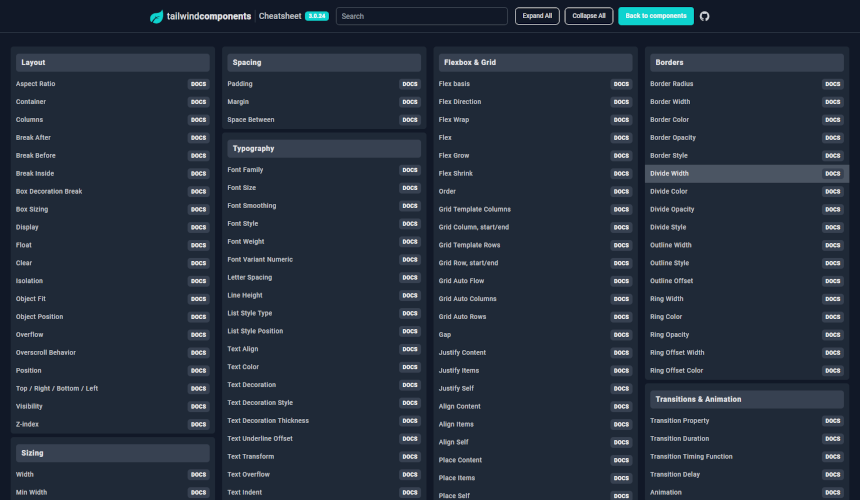 tailwindcomponents Cheatsheet 3.0.24 Search Expand All Collapse All Back to components
Layout
Aspect Ratio DOCS
Container DOCS
Columns DOCS
Break After DOCS
Break Before DOCS
Break Inside DOCS
Box Decoration Break DOCS
Box Sizing DOCS
Display DOCS
Float DOCS
Clear DOCS
Isolation DOCS
Object Fit DOCS
Object Position DOCS
Overflow DOCS
Overscroll Behavior DOCS
Position DOCS
Top / Right / Bottom / Left DOCS
Visibility DOCS
Z-Index DOCS
Sizing
Width DOCS
Min Width DOCS
Spacing
Padding DOCS
Margin DOCS
Space Between DOCS
Typography
Font Family DOCS
Font Size DOCS
Font Smoothing DOCS
Font Style DOCS
Font Weight DOCS
Font Variant Numeric DOCS
Letter Spacing DOCS
Line Height DOCS
List Style Type DOCS
List Style Position DOCS
Text Align DOCS
Text Color DOCS
Text Decoration DOCS
Text Decoration Style DOCS
Text Decoration Thickness DOCS
Text Underline Offset DOCS
Text Transform DOCS
Text Overflow DOCS
Text Indent DOCS
Flexbox & Grid
Flex basis DOCS
Flex Direction DOCS
Flex Wrap DOCS
Flex DOCS
Flex Grow DOCS
Flex Shrink DOCS
Order DOCS
Grid Template Columns DOCS
Grid Column, start/end DOCS
Grid Template Rows DOCS
Grid Row, start/end DOCS
Grid Auto Flow DOCS
Grid Auto Columns DOCS
Grid Auto Rows DOCS
Gap DOCS
Justify Content DOCS
Justify Items DOCS
Justify Self DOCS
Align Content DOCS
Align Items DOCS
Align Self DOCS
Place Content DOCS
Place Items DOCS
Place Self DOCS
Borders
Border Radius DOCS
Border Width DOCS
Border Color DOCS
Border Opacity DOCS
Border Style DOCS
Divide Width DOCS
Divide Color DOCS
Divide Opacity DOCS
Divide Style DOCS
Outline Width DOCS
Outline Style DOCS
Outline Offset DOCS
Ring Width DOCS
Ring Color DOCS
Ring Opacity DOCS
Ring Offset Width DOCS
Ring Offset Color DOCS
Transitions & Animation
Transition Property DOCS
Transition Duration DOCS
Transition Timing Function DOCS
Transition Delay DOCS
Animation DOCS